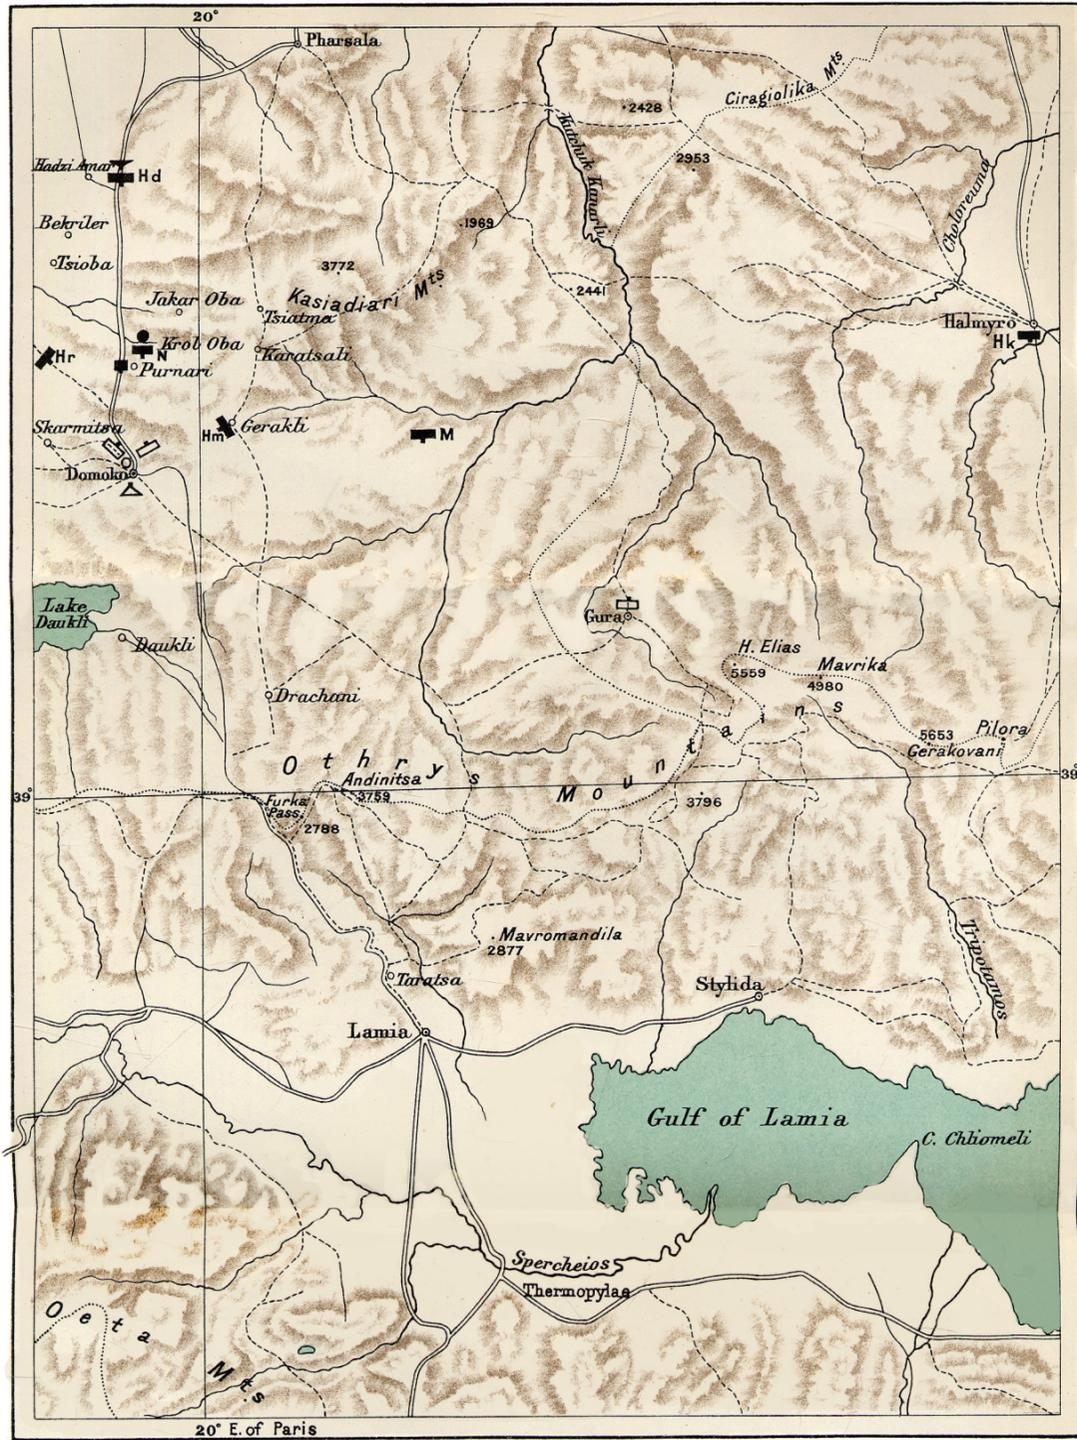 20°
Pharsala
Ciragiolika Mts
2428
Kutchuk Kanarli
2953
Hadzi Amar
Hd
Choloreuma
Bekriler
1969
Tsioba
3772
Kasiadiari Mts
2441
Jakar Oba
Tsiatma
Halmyro
Hk
Krol Oba
N
Hr
Karatsali
Purnari
Skarmitsa
Hm
Gerakli
M
Domoko
Lake
Daukli
Gura
Daukli
H. Elias
5559
Mavrika
4980
Drachani
5653
Pilora
Gerakovani
Othrys Mountains
Andinitsa
3759
39°
39°
Furka
Pass
2788
3796
Mavromandila
2877
Tripotamos
Taratsa
Stylida
Lamia
Gulf of Lamia
C. Chliomeli
Spercheios
Thermopylae
Oeta Mts.
20° E. of Paris